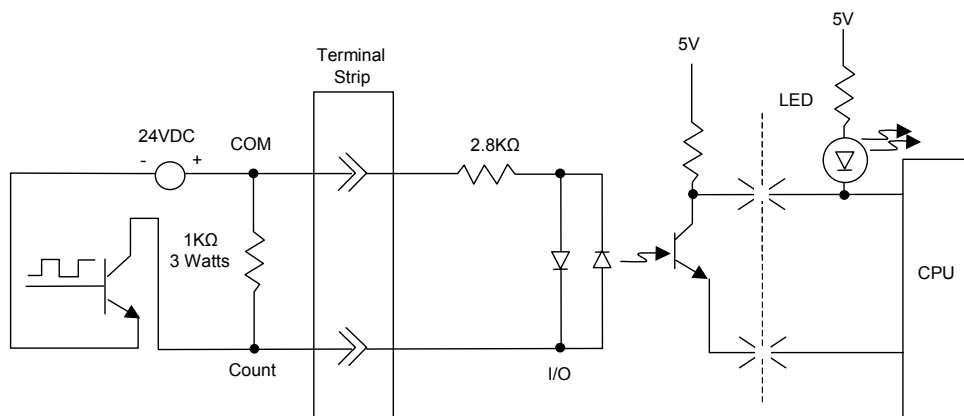 5V
5V
Terminal
Strip
LED
24VDC
COM
- +
2.8KΩ
1KΩ
3 Watts
CPU
Count
I/O